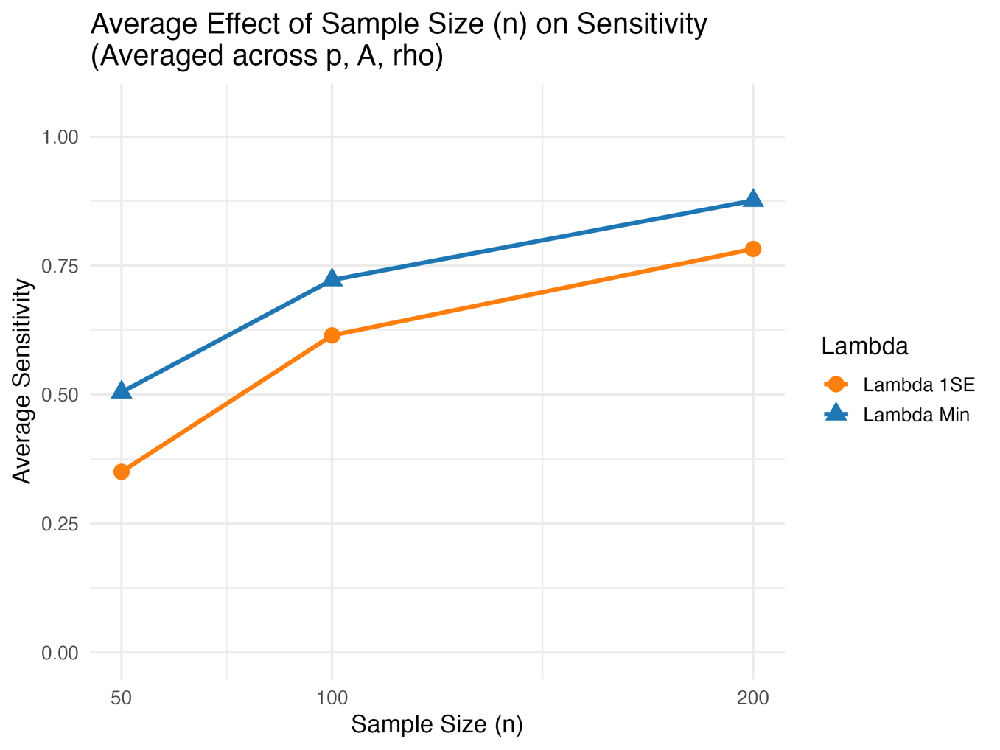 Average Effect of Sample Size (n) on Sensitivity
(Averaged across p, A, rho)
1.00
0.75
0.50
0.25
0.00
Average Sensitivity
50 100 200
Sample Size (n)
Lambda
Lambda 1SE
Lambda Min